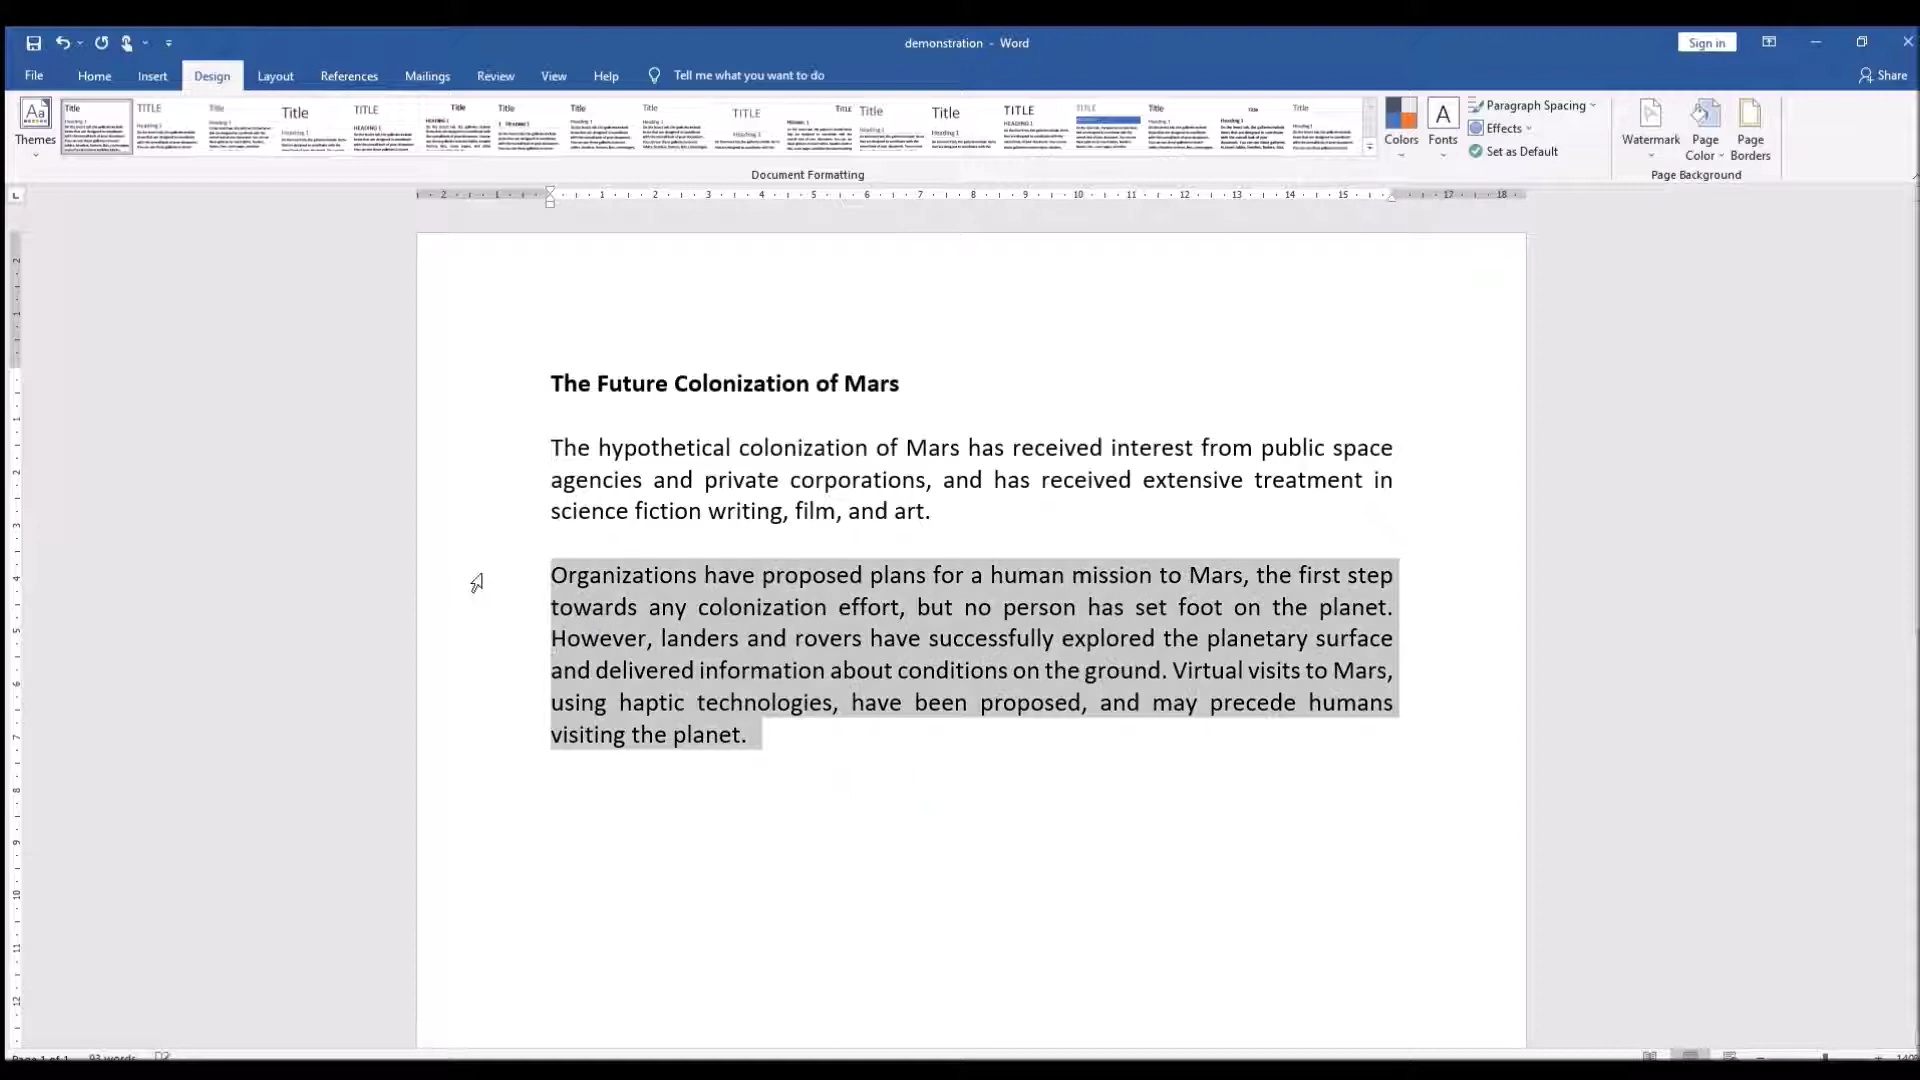 demonstration - Word
Sign in
File Home Insert Design Layout References Mailings Review View Help Tell me what you want to do
Share
Themes
Colors
Fonts
Paragraph Spacing
Effects
Set as Default
Watermark
Page Color
Page Borders
Document Formatting
Page Background
The Future Colonization of Mars
The hypothetical colonization of Mars has received interest from public space
agencies and private corporations, and has received extensive treatment in
science fiction writing, film, and art.
Organizations have proposed plans for a human mission to Mars, the first step
towards any colonization effort, but no person has set foot on the planet.
However, landers and rovers have successfully explored the planetary surface
and delivered information about conditions on the ground. Virtual visits to Mars,
using haptic technologies, have been proposed, and may precede humans
visiting the planet.
Page 1 of 1 93 words